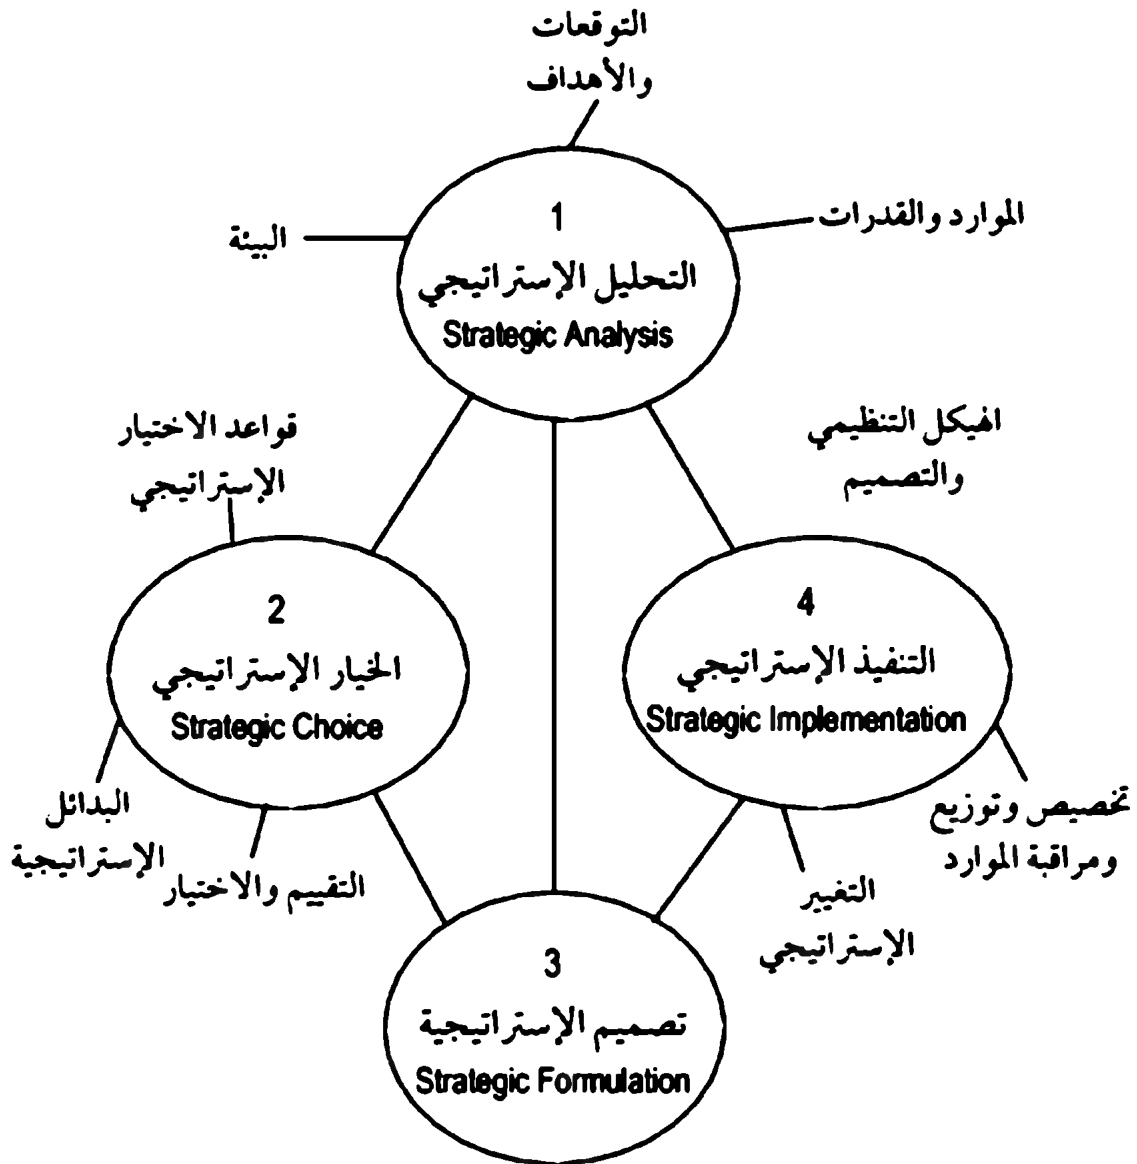 التوقعات
والأهداف
الموارد والقدرات
البيئة
1
التحليل الإستراتيجي
Strategic Analysis
الهيكل التنظيمي
والتصميم
قواعد الاختيار
الإستراتيجي
4
التنفيذ الإستراتيجي
Strategic Implementation
2
الخيار الإستراتيجي
Strategic Choice
تخصيص وتوزيع
ومراقبة الموارد
التغيير
الإستراتيجي
التقييم والاختيار
البدائل
الإستراتيجية
3
تصميم الإستراتيجية
Strategic Formulation